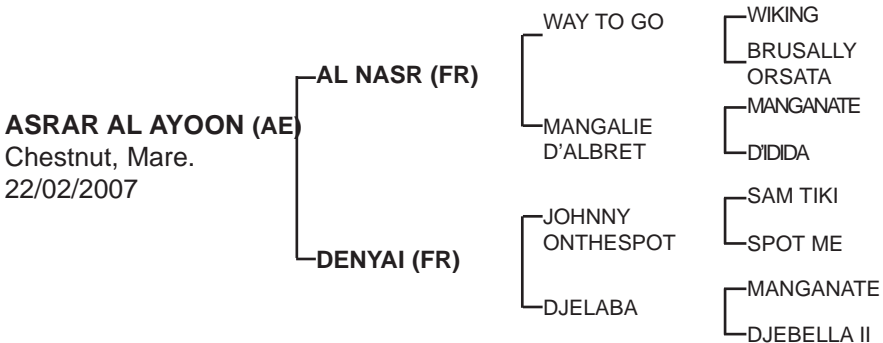 ASRAR AL AYOON (AE)
Chestnut, Mare.
22/02/2007
AL NASR (FR)
DENYAI (FR)
WAY TO GO
MANGALIE
D'ALBRET
JOHNNY
ONTHESPOT
DJELABA
WIKING
BRUSALLY
ORSATA
MANGANATE
D'IDIDA
SAM TIKI
SPOT ME
MANGANATE
DJEBELLA II